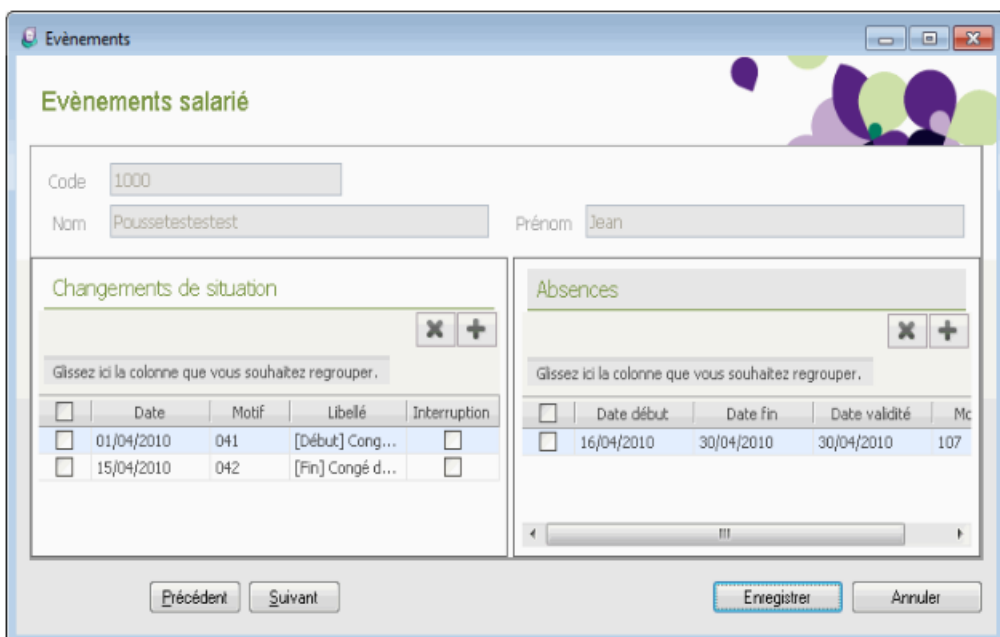 Evènements
Evènements salarié
Code 1000
Nom Poussetestestest Prénom Jean
Changements de situation
Glissez ici la colonne que vous souhaitez regrouper.
Date Motif Libellé Interruption
01/04/2010 041 [Début] Cong...
15/04/2010 042 [Fin] Congé d...
Absences
Glissez ici la colonne que vous souhaitez regrouper.
Date début Date fin Date validité Mc
16/04/2010 30/04/2010 30/04/2010 107
Précédent Suivant Enregistrer Annuler